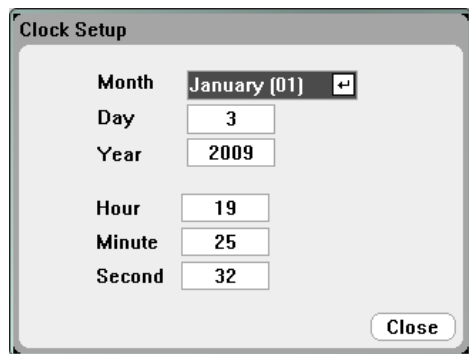 Clock Setup
Month January (01)
Day 3
Year 2009
Hour 19
Minute 25
Second 32
Close